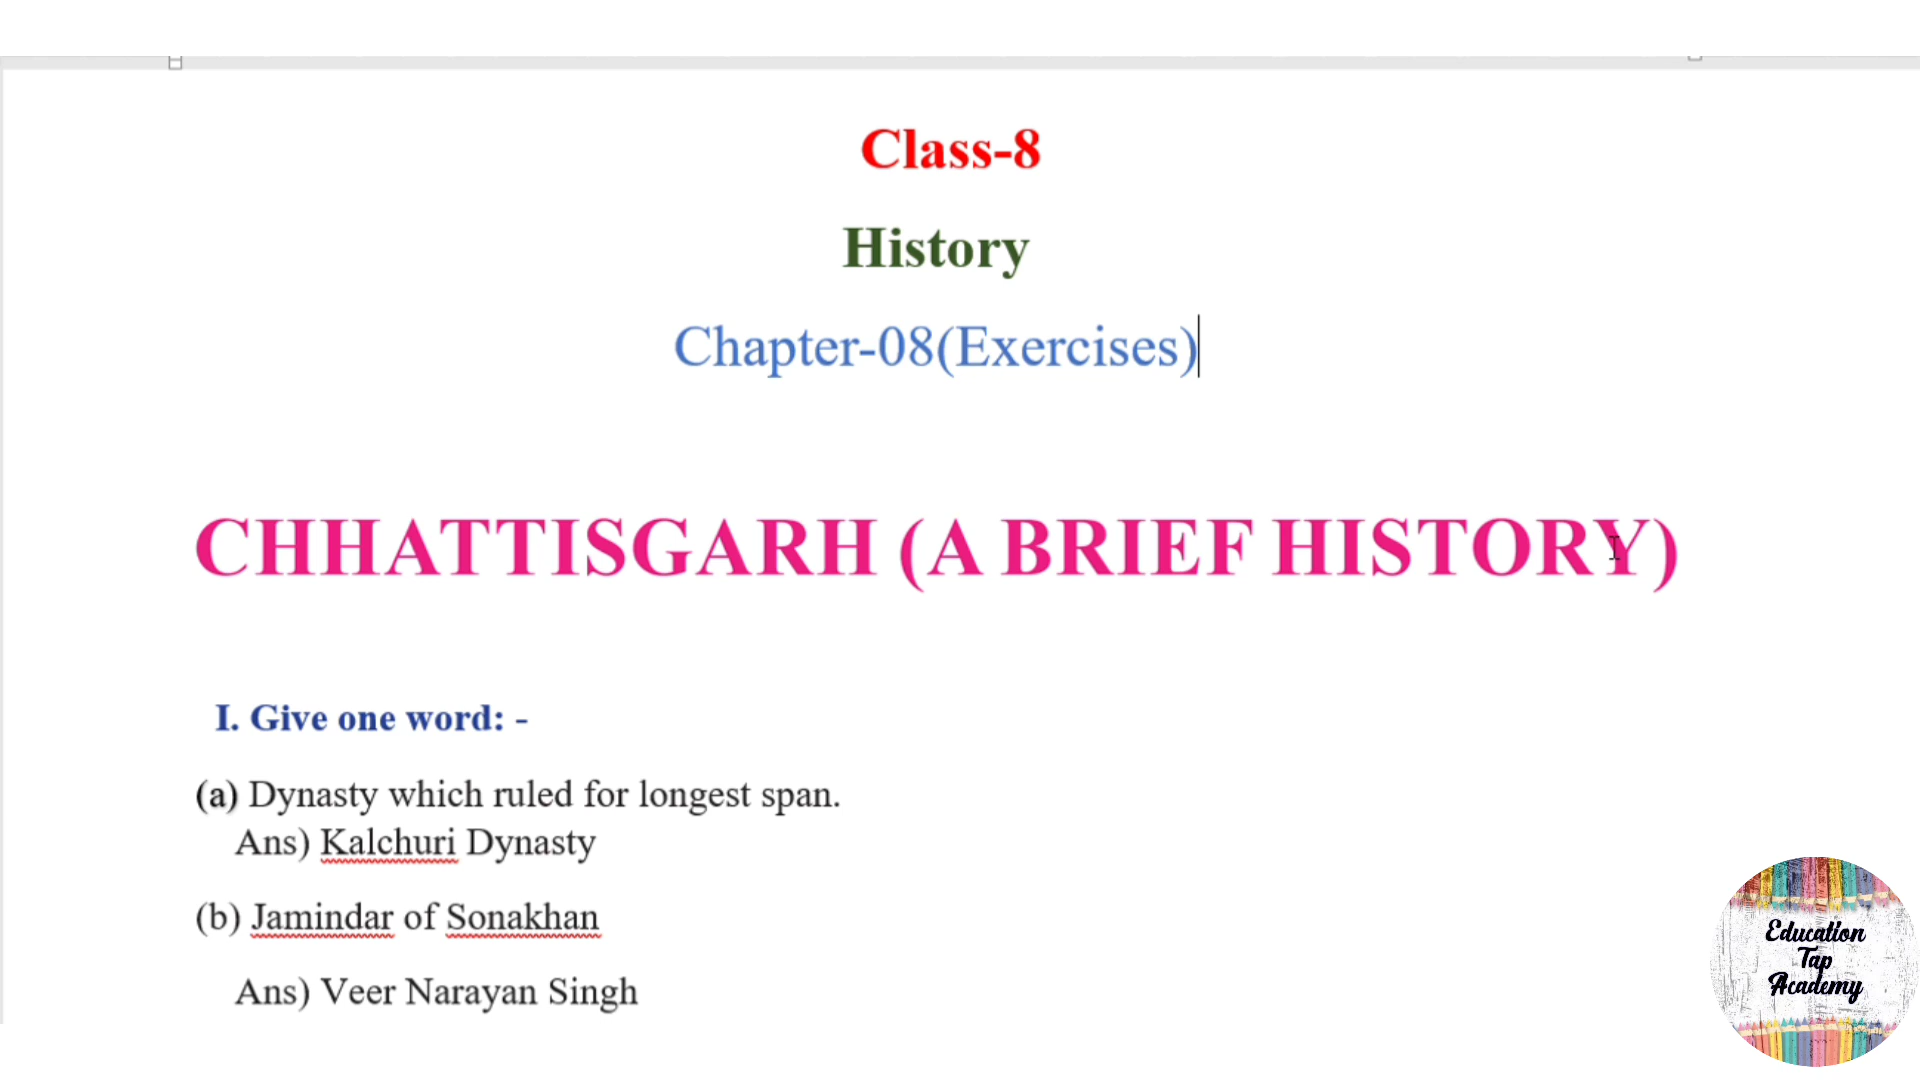 Class-8
History
Chapter-08(Exercises)
CHHATTISGARH (A BRIEF HISTORY)
I. Give one word: -
(a) Dynasty which ruled for longest span.
Ans) Kalchuri Dynasty
(b) Jamindar of Sonakhan
Ans) Veer Narayan Singh
Education
Tap
Academy